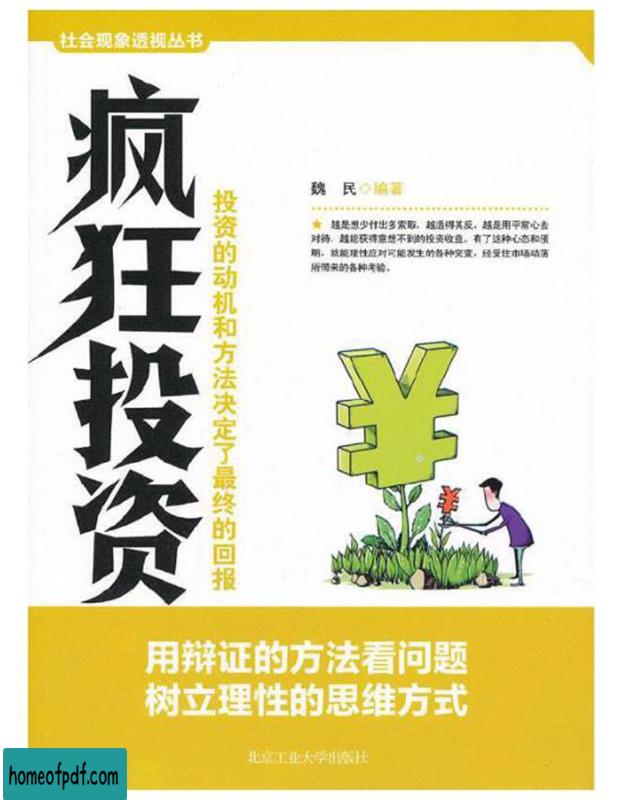 社会现象透视丛书
疯狂投资
投资的动机和方法决定了最终的回报
魏 民◇编著
★ 越是想少付出多索取，越适得其反，越是用平常心去
对待，越能获得意想不到的投资收益。有了这种心态和预
期，就能理性应对可能发生的各种突变，经受住市场动荡
所带来的各种考验。
用辩证的方法看问题
树立理性的思维方式
北京工业大学出版社
homeofpdf.com